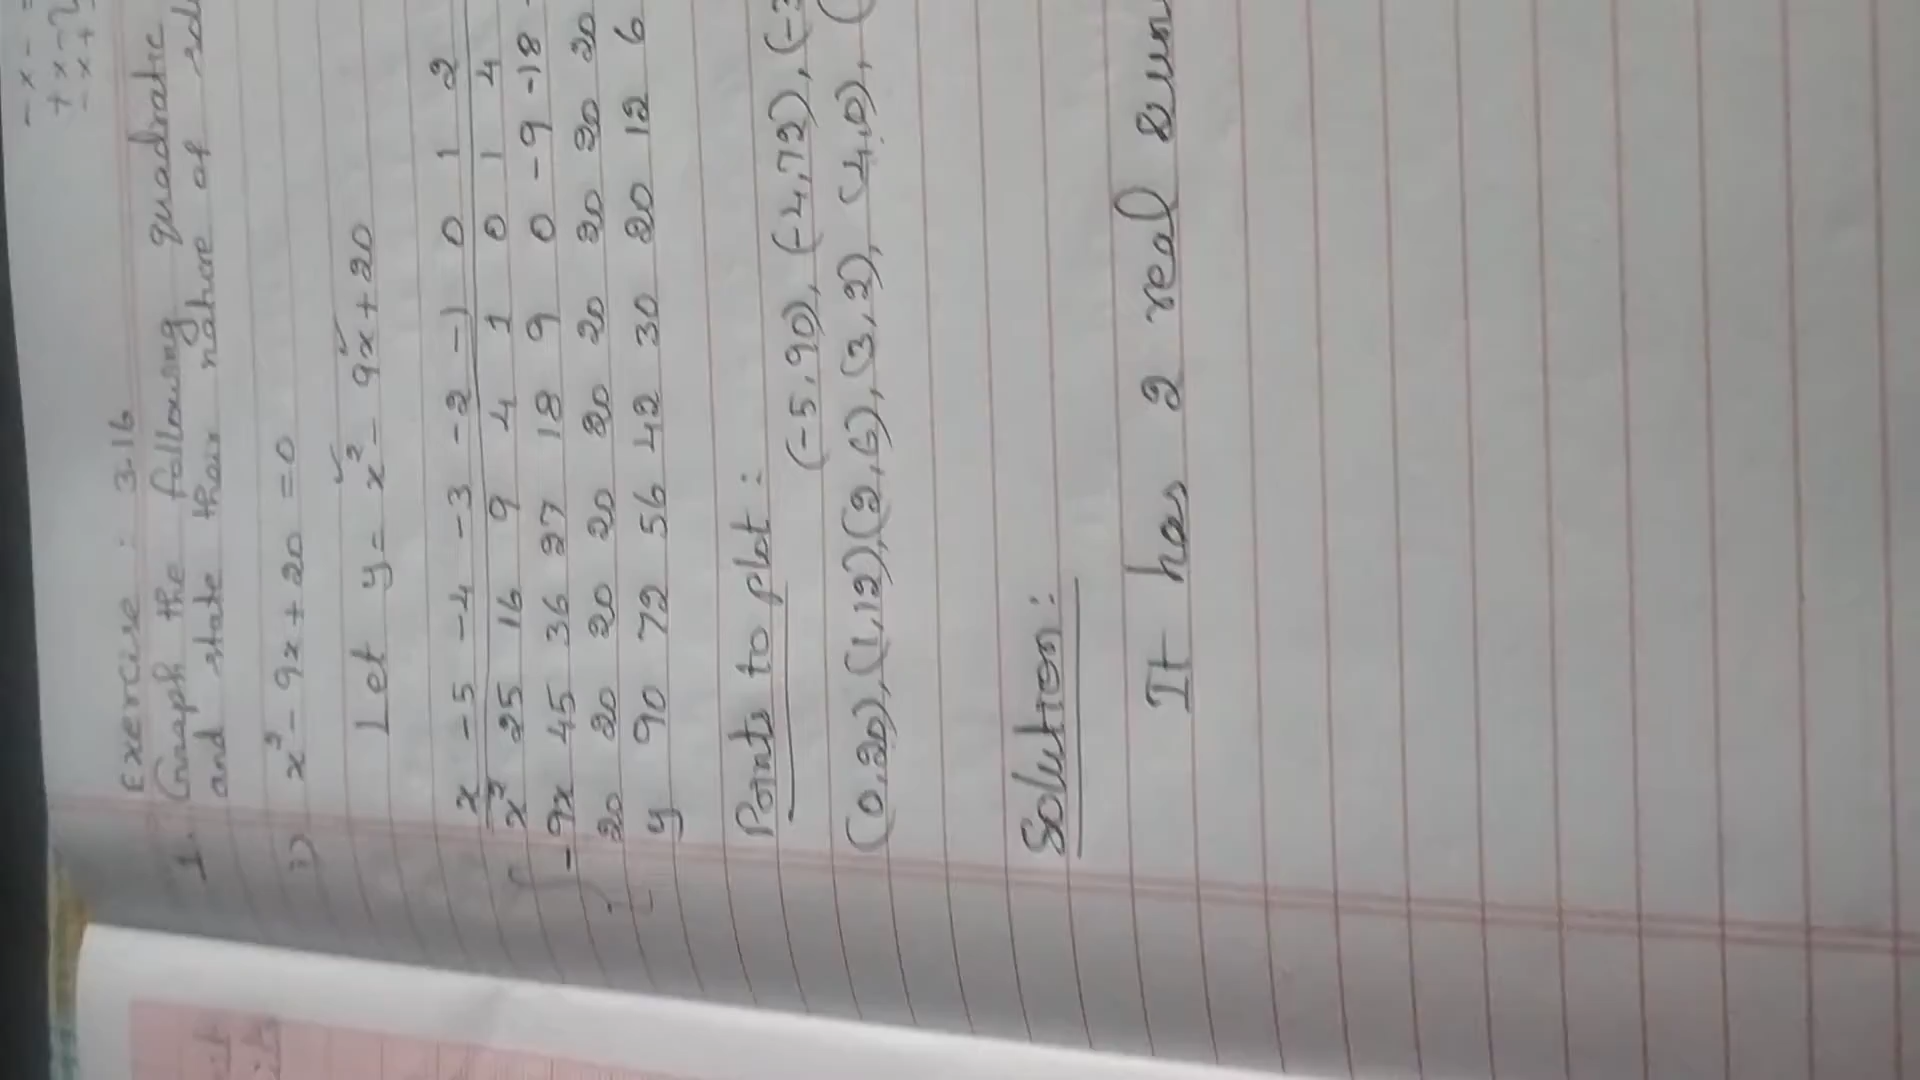 Exercise : 3.16
1. Graph the following quadratic
and state their nature of
i) x² - 9x + 20 = 0
Let y = x² - 9x + 20
x -5 -4 -3 -2 -1 0 1 2
x² 25 16 9 4 1 0 1 4
-9x 45 36 27 18 9 0 -9 -18
20 20 20 20 20 20 20 20 20
y 90 72 56 42 30 20 12 6
Points to plot :
(-5, 90), (-4, 72), (-3
(0, 20), (1, 12) (2, 6), (3, 2), (4, 0), (
Solution :
It has 2 real